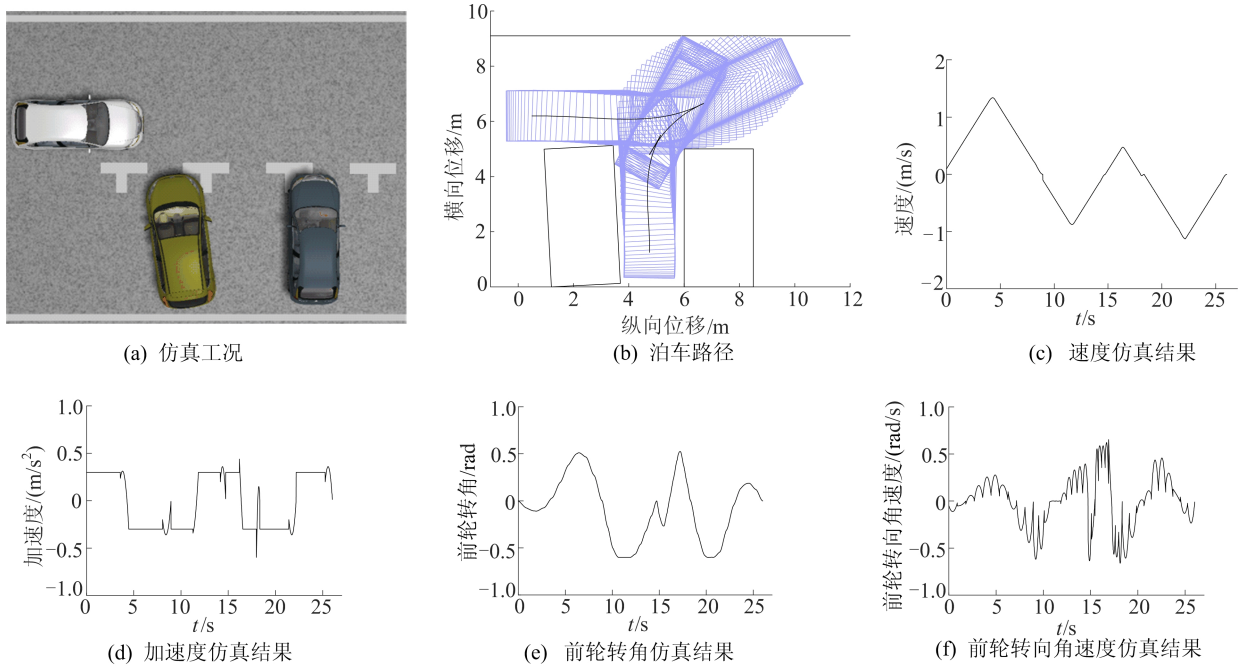 10
8
6
4
2
0
横向位移/m
0 2 4 6 8 10 12
纵向位移/m
2
1
0
−1
−2
速度/(m/s)
0 5 10 15 20 25
t/s
(a) 仿真工况
(b) 泊车路径
(c) 速度仿真结果
1.0
0.5
0
−0.5
−1.0
加速度/(m/s²)
0 5 10 15 20 25
t/s
1.0
0.5
0
−0.5
−1.0
前轮转角/rad
0 5 10 15 20 25
t/s
1.0
0.5
0
−0.5
−1.0
前轮转向角速度/(rad/s)
0 5 10 15 20 25
t/s
(d) 加速度仿真结果
(e) 前轮转角仿真结果
(f) 前轮转向角速度仿真结果